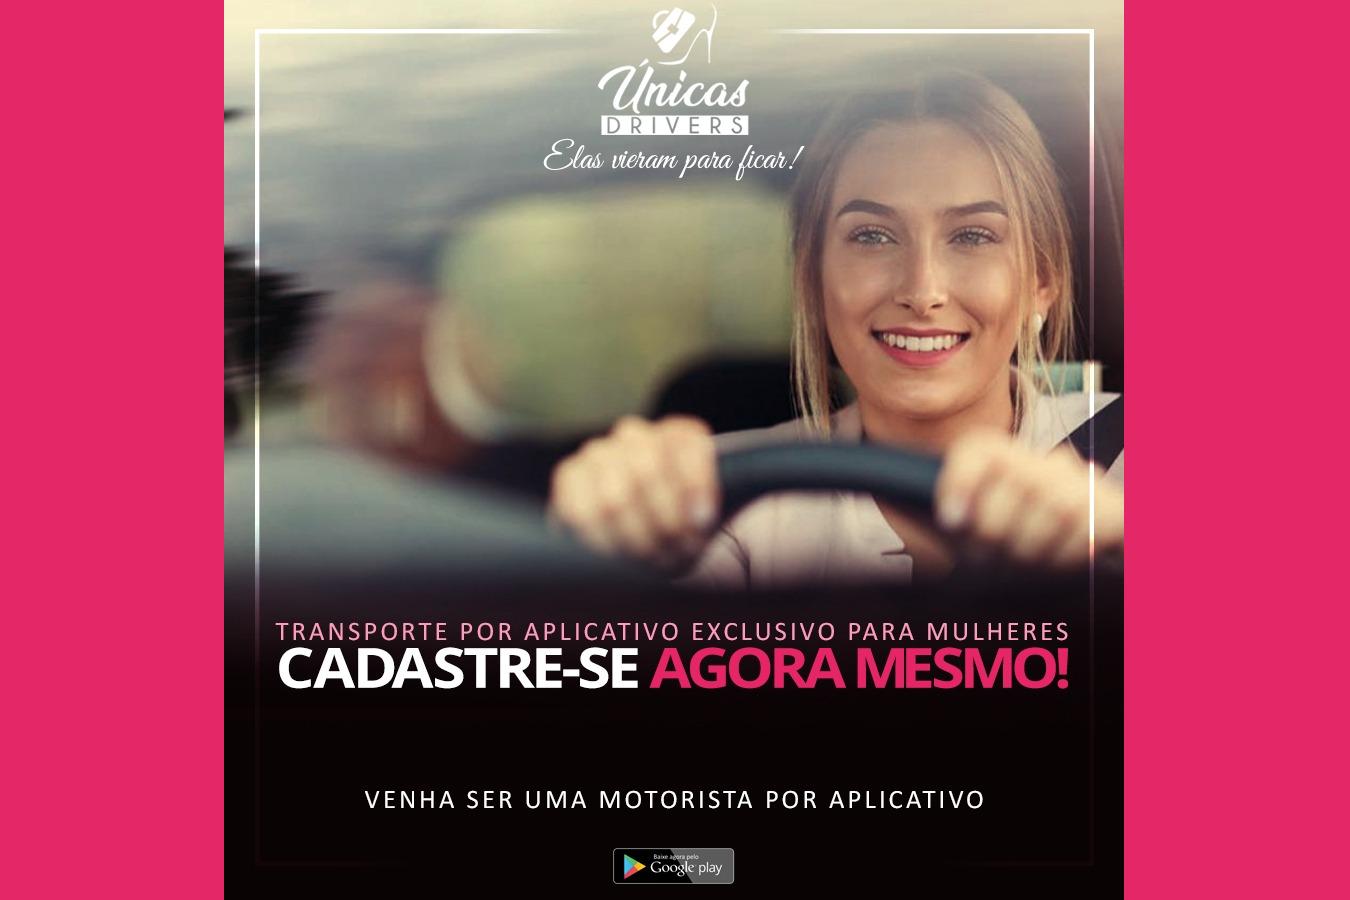 Únicas
DRIVERS
Elas vieram para ficar!
TRANSPORTE POR APLICATIVO EXCLUSIVO PARA MULHERES
CADASTRE-SE AGORA MESMO!
VENHA SER UMA MOTORISTA POR APLICATIVO
Baixe agora pelo
Google play